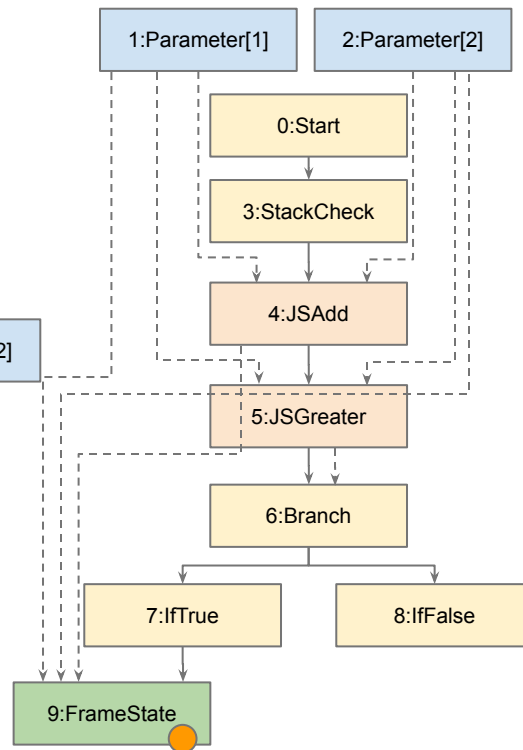 1:Parameter[1]
2:Parameter[2]
0:Start
3:StackCheck
4:JSAdd
2]
5:JSGreater
6:Branch
7:IfTrue
8:IfFalse
9:FrameState